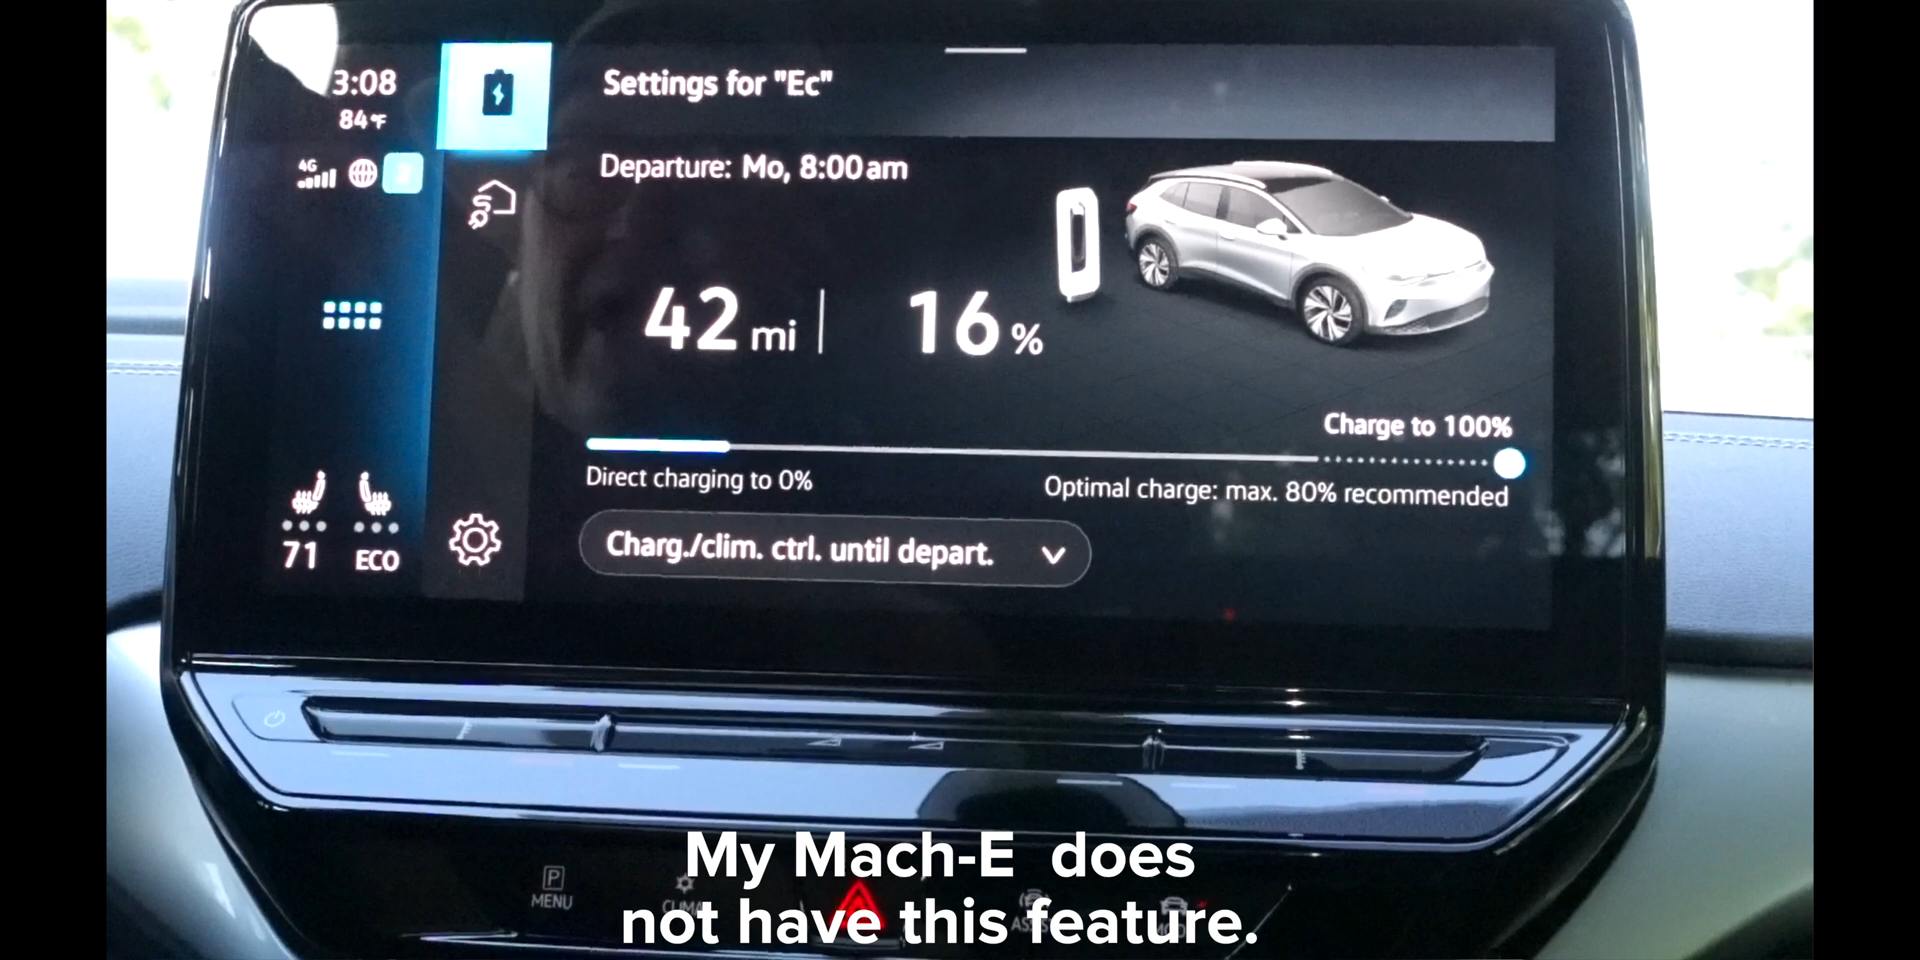 3:08
84°F
4G
Settings for "Ec"
Departure: Mo, 8:00 am
42 mi
16 %
Charge to 100%
Direct charging to 0%
Optimal charge: max. 80% recommended
Charg./clim. ctrl. until depart.
71
ECO
My Mach-E does
not have this feature.
P
MENU